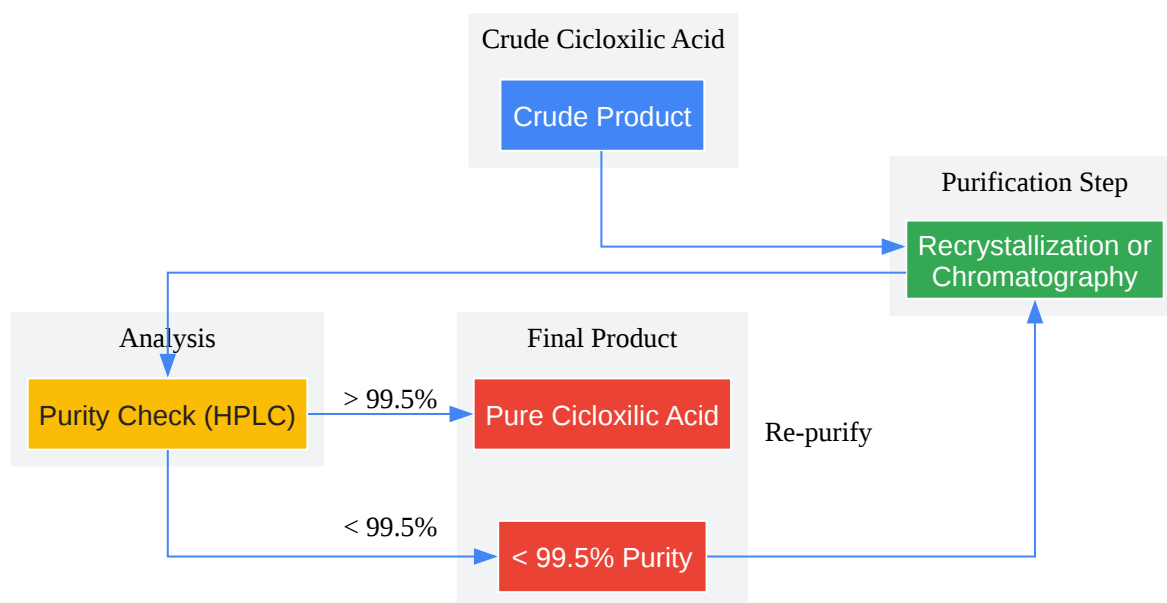 Crude Cicloxilic Acid
Crude Product
Purification Step
Recrystallization or
Chromatography
Analysis
Purity Check (HPLC)
> 99.5%
< 99.5%
Final Product
Pure Cicloxilic Acid
< 99.5% Purity
Re-purify